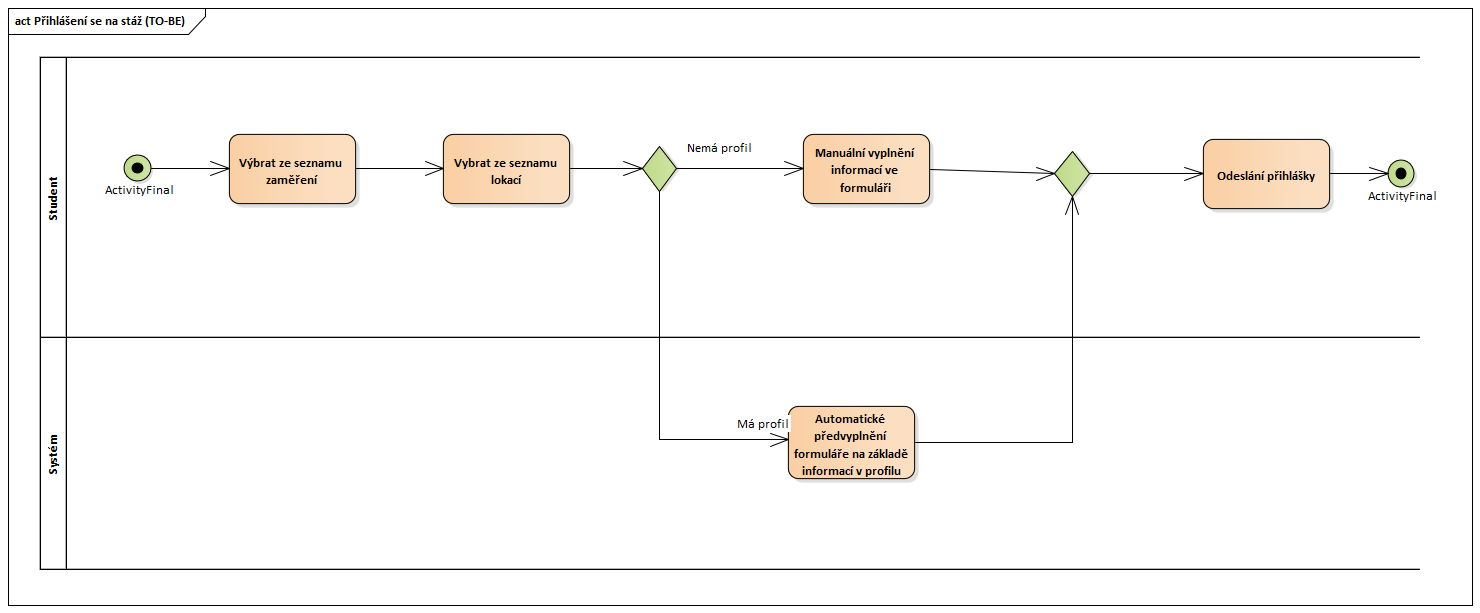 act Přihlášení se na stáž (TO-BE)
Student
ActivityFinal
Výbrat ze seznamu
zaměření
Vybrat ze seznamu
lokací
Nemá profil
Manuální vyplnění
informací ve
formuláři
Odeslání přihlášky
ActivityFinal
Systém
Má profil
Automatické
předvyplnění
formuláře na základě
informací v profilu